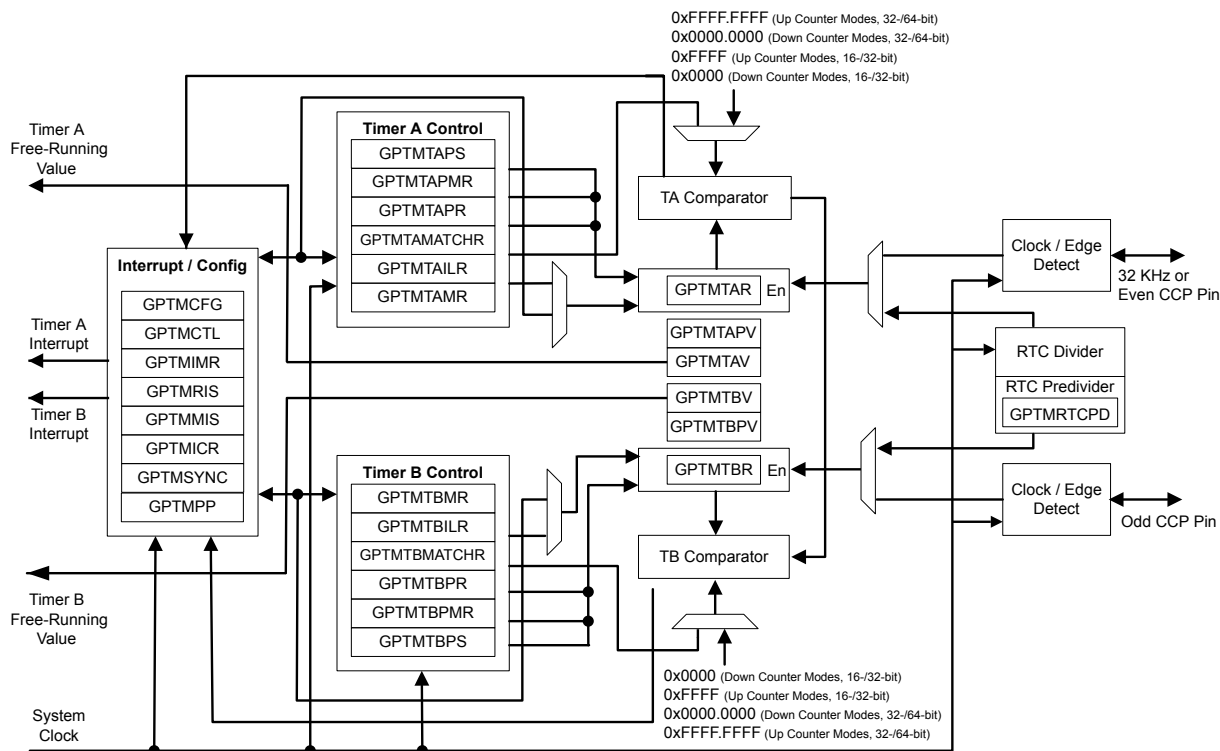 0xFFFF.FFFF (Up Counter Modes, 32-/64-bit)
0x0000.0000 (Down Counter Modes, 32-/64-bit)
0xFFFF (Up Counter Modes, 16-/32-bit)
0x0000 (Down Counter Modes, 16-/32-bit)
Timer A
Free-Running
Value
Timer A Control
GPTMTAPS
GPTMTAPMR
GPTMTAPR
GPTMTAMATCHR
GPTMTAILR
GPTMTAMR
TA Comparator
GPTMTAR
En
Clock / Edge
Detect
32 KHz or
Even CCP Pin
Interrupt / Config
GPTMCFG
GPTMCTL
GPTMIMR
GPTMRIS
GPTMMIS
GPTMICR
GPTMSYNC
GPTMPP
Timer A
Interrupt
Timer B
Interrupt
GPTMTAPV
GPTMTAV
GPTMTBV
GPTMTBPV
RTC Divider
RTC Predivider
GPTMRTCPD
Timer B Control
GPTMTBMR
GPTMTBILR
GPTMTBMATCHR
GPTMTBPR
GPTMTBPMR
GPTMTBPS
GPTMTBR
En
TB Comparator
Clock / Edge
Detect
Odd CCP Pin
Timer B
Free-Running
Value
0x0000 (Down Counter Modes, 16-/32-bit)
0xFFFF (Up Counter Modes, 16-/32-bit)
0x0000.0000 (Down Counter Modes, 32-/64-bit)
0xFFFF.FFFF (Up Counter Modes, 32-/64-bit)
System
Clock